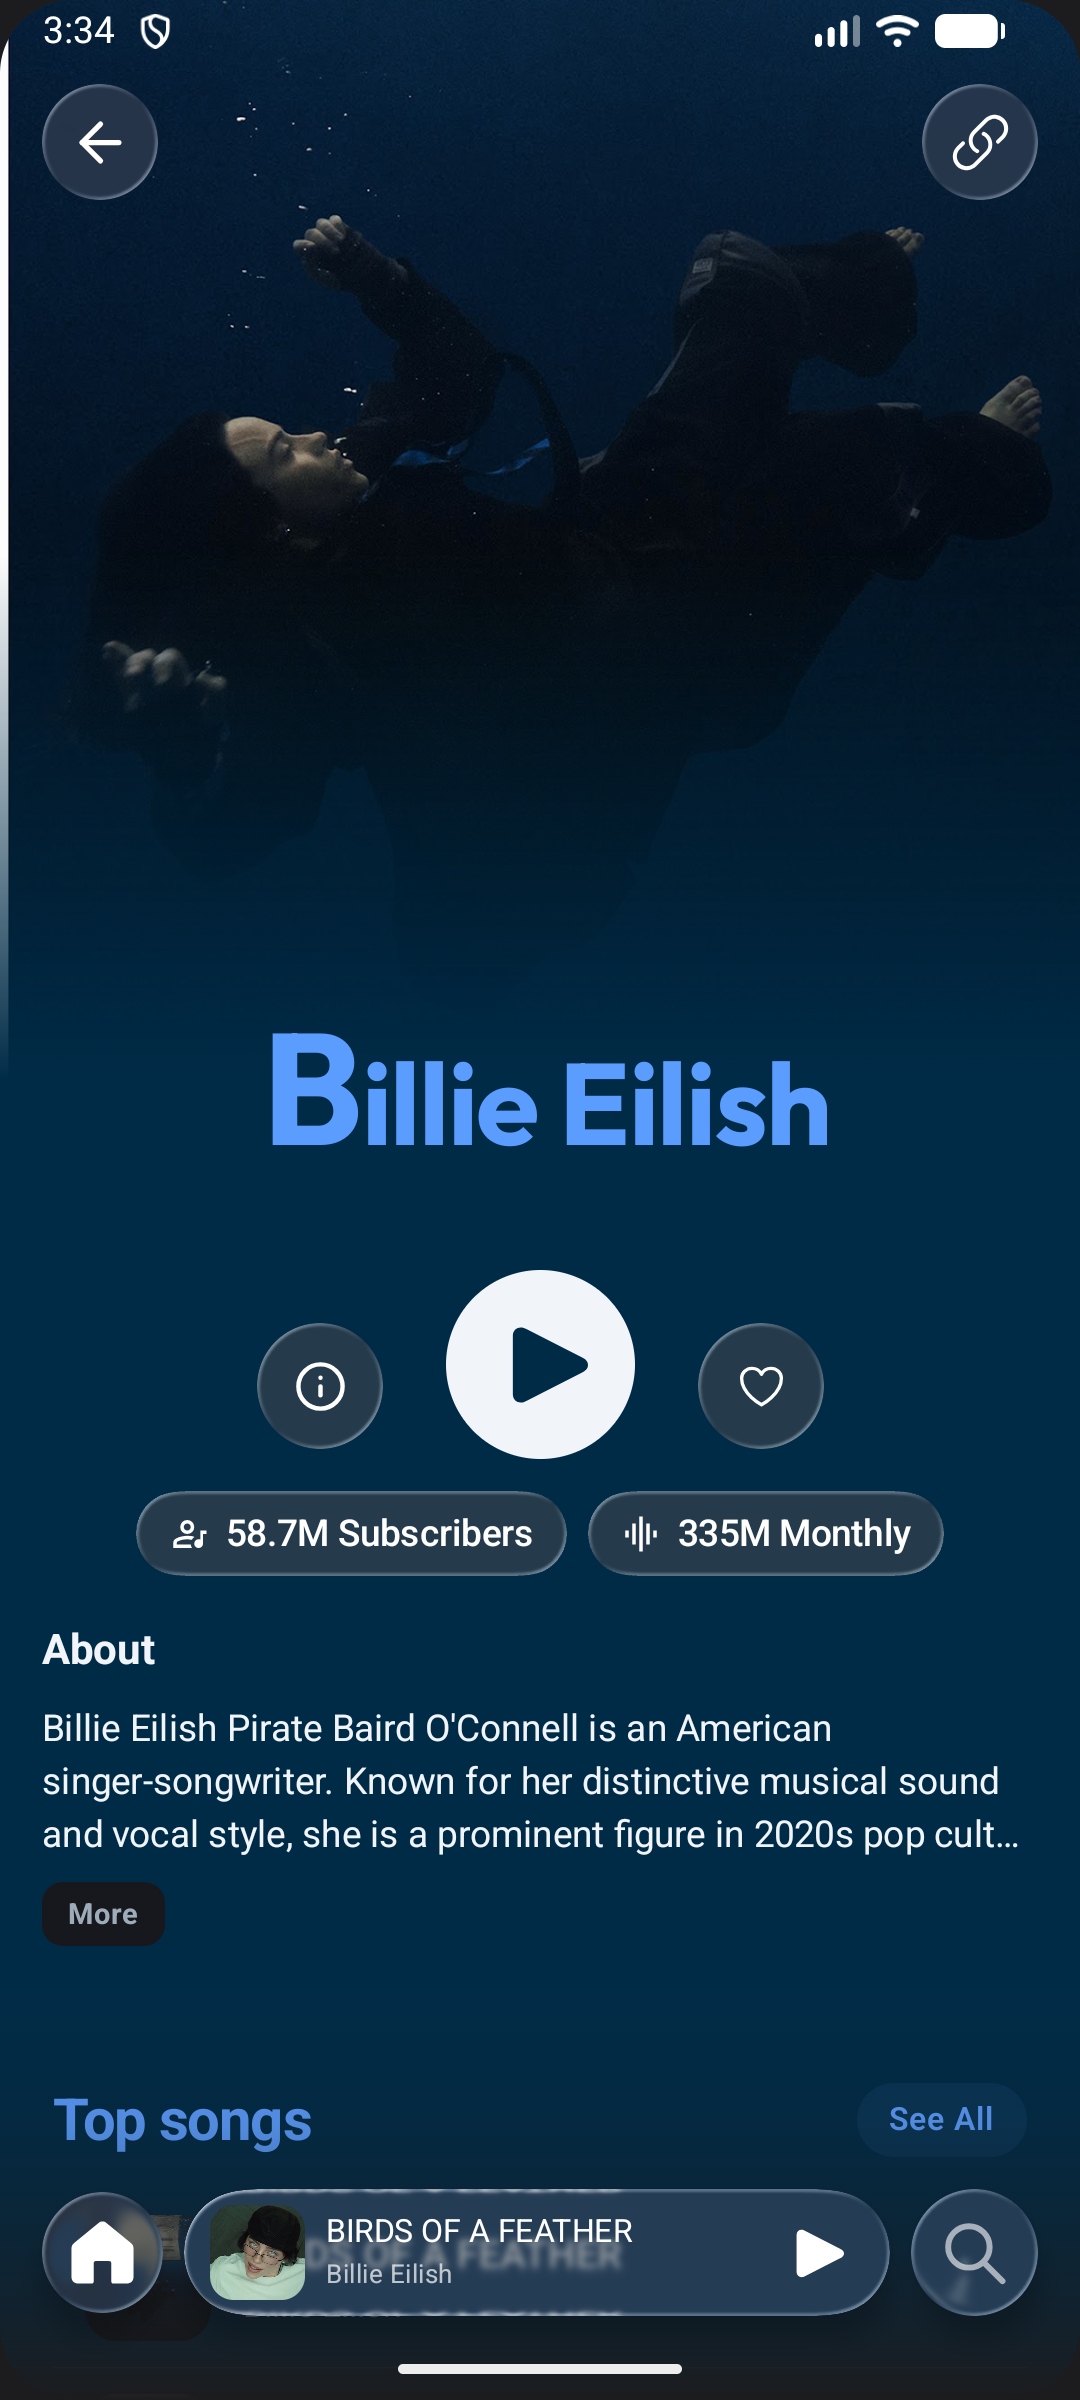 3:34
Billie Eilish
58.7M Subscribers
335M Monthly
About
Billie Eilish Pirate Baird O'Connell is an American
singer-songwriter. Known for her distinctive musical sound
and vocal style, she is a prominent figure in 2020s pop cult...
More
Top songs
See All
BIRDS OF A FEATHER
Billie Eilish